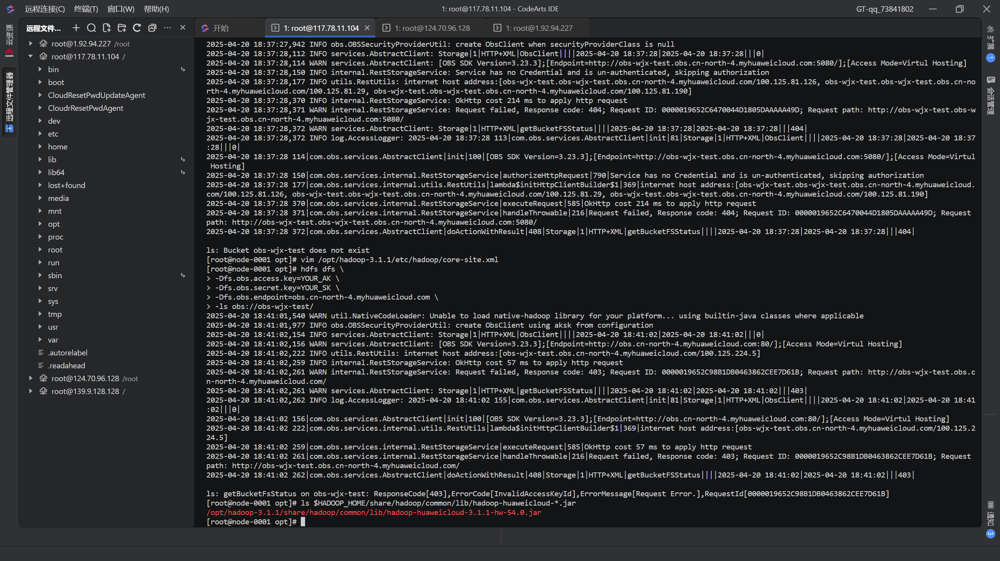 远程连接(C) 终端(T) 窗口(W) 帮助(H)
1: root@117.78.11.104 - CodeArts IDE
GT-qq_73841802
云资源
HUAWEI
远程文件管理器
远程文件...
root@1.92.94.227 /root
root@117.78.11.104 /
bin
boot
CloudResetPwdUpdateAgent
CloudrResetPwdAgent
dev
etc
home
lib
lib64
lost+found
media
mnt
opt
proc
root
run
sbin
srv
sys
tmp
usr
var
.autorelabel
.readahead
root@124.70.96.128 /root
root@139.9.128.128 /
开始
1: root@117.78.11.104
1: root@124.70.96.128
1: root@1.92.94.227
2025-04-20 18:37:27,942 INFO obs.OBSSecurityProviderUtil: create ObsClient when securityProviderClass is null
2025-04-20 18:37:28,112 INFO services.AbstractClient: Storage|1|HTTP+XML|ObsClient||||2025-04-20 18:37:28|2025-04-20 18:37:28|||0|
2025-04-20 18:37:28,114 WARN services.AbstractClient: [OBS SDK Version=3.23.3];[Endpoint=http://obs-wjx-test.obs.cn-north-4.myhuaweicloud.com:5080/];[Access Mode=Virtul Hosting]
2025-04-20 18:37:28,150 INFO internal.RestStorageService: Service has no Credential and is un-authenticated, skipping authorization
2025-04-20 18:37:28,177 INFO utils.RestUtils: internet host address:[obs-wjx-test.obs-wjx-test.obs.cn-north-4.myhuaweicloud.com/100.125.81.126, obs-wjx-test.obs-wjx-test.obs.cn-no
rth-4.myhuaweicloud.com/100.125.81.29, obs-wjx-test.obs-wjx-test.obs.cn-north-4.myhuaweicloud.com/100.125.81.190]
2025-04-20 18:37:28,370 INFO internal.RestStorageService: OkHttp cost 214 ms to apply http request
2025-04-20 18:37:28,371 WARN internal.RestStorageService: Request failed, Response code: 404; Request ID: 0000019652C6470044D1805DAAAAA49D; Request path: http://obs-wjx-test.obs-w
jx-test.obs.cn-north-4.myhuaweicloud.com:5080/
2025-04-20 18:37:28,372 WARN services.AbstractClient: Storage|1|HTTP+XML|getBucketFSStatus||||2025-04-20 18:37:28|2025-04-20 18:37:28|||404|
2025-04-20 18:37:28,372 INFO log.AccessLogger: 2025-04-20 18:37:28 113|com.obs.services.AbstractClient|init|81|Storage|1|HTTP+XML|ObsClient||||2025-04-20 18:37:28|2025-04-20 18:37
:28|||0|
2025-04-20 18:37:28 114|com.obs.services.AbstractClient|init|100|[OBS SDK Version=3.23.3];[Endpoint=http://obs-wjx-test.obs.cn-north-4.myhuaweicloud.com:5080/];[Access Mode=Virtul
 Hosting]
2025-04-20 18:37:28 150|com.obs.services.internal.RestStorageService|authorizeHttpRequest|790|Service has no Credential and is un-authenticated, skipping authorization
2025-04-20 18:37:28 177|com.obs.services.internal.utils.RestUtils|lambda$initHttpClientBuilder$1|369|internet host address:[obs-wjx-test.obs-wjx-test.obs.cn-north-4.myhuaweicloud.
com/100.125.81.126, obs-wjx-test.obs-wjx-test.obs.cn-north-4.myhuaweicloud.com/100.125.81.29, obs-wjx-test.obs-wjx-test.obs.cn-north-4.myhuaweicloud.com/100.125.81.190]
2025-04-20 18:37:28 370|com.obs.services.internal.RestStorageService|executeRequest|585|OkHttp cost 214 ms to apply http request
2025-04-20 18:37:28 371|com.obs.services.internal.RestStorageService|handleThrowable|216|Request failed, Response code: 404; Request ID: 0000019652C6470044D1805DAAAAA49D; Request
path: http://obs-wjx-test.obs-wjx-test.obs.cn-north-4.myhuaweicloud.com:5080/
2025-04-20 18:37:28 372|com.obs.services.AbstractClient|doActionWithResult|408|Storage|1|HTTP+XML|getBucketFSStatus||||2025-04-20 18:37:28|2025-04-20 18:37:28|||404|
ls: Bucket obs-wjx-test does not exist
[root@node-0001 opt]# vim /opt/hadoop-3.1.1/etc/hadoop/core-site.xml
[root@node-0001 opt]# hdfs dfs \
> -Dfs.obs.access.key=YOUR_AK \
> -Dfs.obs.secret.key=YOUR_SK \
> -Dfs.obs.endpoint=obs.cn-north-4.myhuaweicloud.com \
> -ls obs://obs-wjx-test/
2025-04-20 18:41:01,540 WARN util.NativeCodeLoader: Unable to load native-hadoop library for your platform... using builtin-java classes where applicable
2025-04-20 18:41:01,977 INFO obs.OBSSecurityProviderUtil: create ObsClient using aksk from configuration
2025-04-20 18:41:02,154 INFO services.AbstractClient: Storage|1|HTTP+XML|ObsClient||||2025-04-20 18:41:02|2025-04-20 18:41:02|||0|
2025-04-20 18:41:02,156 WARN services.AbstractClient: [OBS SDK Version=3.23.3];[Endpoint=http://obs.cn-north-4.myhuaweicloud.com:80/];[Access Mode=Virtul Hosting]
2025-04-20 18:41:02,222 INFO utils.RestUtils: internet host address:[obs-wjx-test.obs.cn-north-4.myhuaweicloud.com/100.125.224.5]
2025-04-20 18:41:02,259 INFO internal.RestStorageService: OkHttp cost 57 ms to apply http request
2025-04-20 18:41:02,261 WARN internal.RestStorageService: Request failed, Response code: 403; Request ID: 0000019652C98B1DB0463862CEE7D61B; Request path: http://obs-wjx-test.obs.c
n-north-4.myhuaweicloud.com/
2025-04-20 18:41:02,261 WARN services.AbstractClient: Storage|1|HTTP+XML|getBucketFSStatus||||2025-04-20 18:41:02|2025-04-20 18:41:02|||403|
2025-04-20 18:41:02,262 INFO log.AccessLogger: 2025-04-20 18:41:02 155|com.obs.services.AbstractClient|init|81|Storage|1|HTTP+XML|ObsClient||||2025-04-20 18:41:02|2025-04-20 18:41
:02|||0|
2025-04-20 18:41:02 156|com.obs.services.AbstractClient|init|100|[OBS SDK Version=3.23.3];[Endpoint=http://obs.cn-north-4.myhuaweicloud.com:80/];[Access Mode=Virtul Hosting]
2025-04-20 18:41:02 222|com.obs.services.internal.utils.RestUtils|lambda$initHttpClientBuilder$1|369|internet host address:[obs-wjx-test.obs.cn-north-4.myhuaweicloud.com/100.125.2
24.5]
2025-04-20 18:41:02 259|com.obs.services.internal.RestStorageService|executeRequest|585|OkHttp cost 57 ms to apply http request
2025-04-20 18:41:02 261|com.obs.services.internal.RestStorageService|handleThrowable|216|Request failed, Response code: 403; Request ID: 0000019652C98B1DB0463862CEE7D61B; Request
path: http://obs-wjx-test.obs.cn-north-4.myhuaweicloud.com/
2025-04-20 18:41:02 262|com.obs.services.AbstractClient|doActionWithResult|408|Storage|1|HTTP+XML|getBucketFSStatus||||2025-04-20 18:41:02|2025-04-20 18:41:02|||403|
ls: getBucketFsStatus on obs-wjx-test: ResponseCode[403],ErrorCode[InvalidAccessKeyId],ErrorMessage[Request Error.],RequestId[0000019652C98B1DB0463862CEE7D61B]
[root@node-0001 opt]# ls $HADOOP_HOME/share/hadoop/common/lib/hadoop-huaweicloud-*.jar
/opt/hadoop-3.1.1/share/hadoop/common/lib/hadoop-huaweicloud-3.1.1-hw-54.0.jar
[root@node-0001 opt]#
扩展
1
会话管理
通知
3